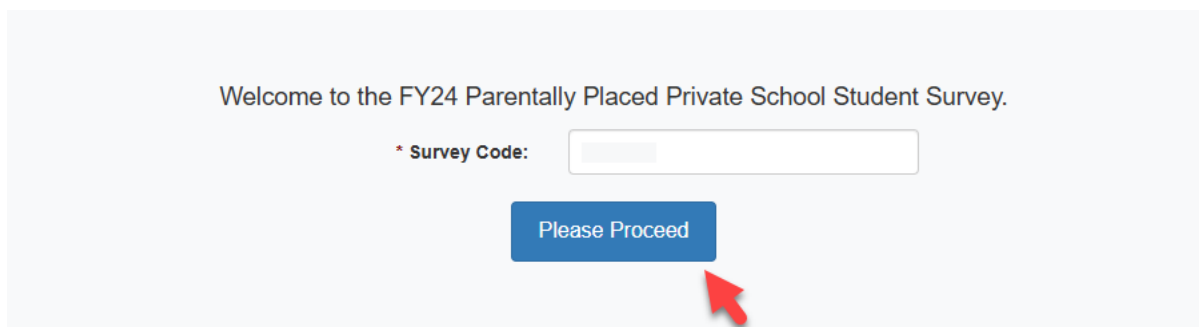 Welcome to the FY24 Parentally Placed Private School Student Survey.
* Survey Code:
Please Proceed